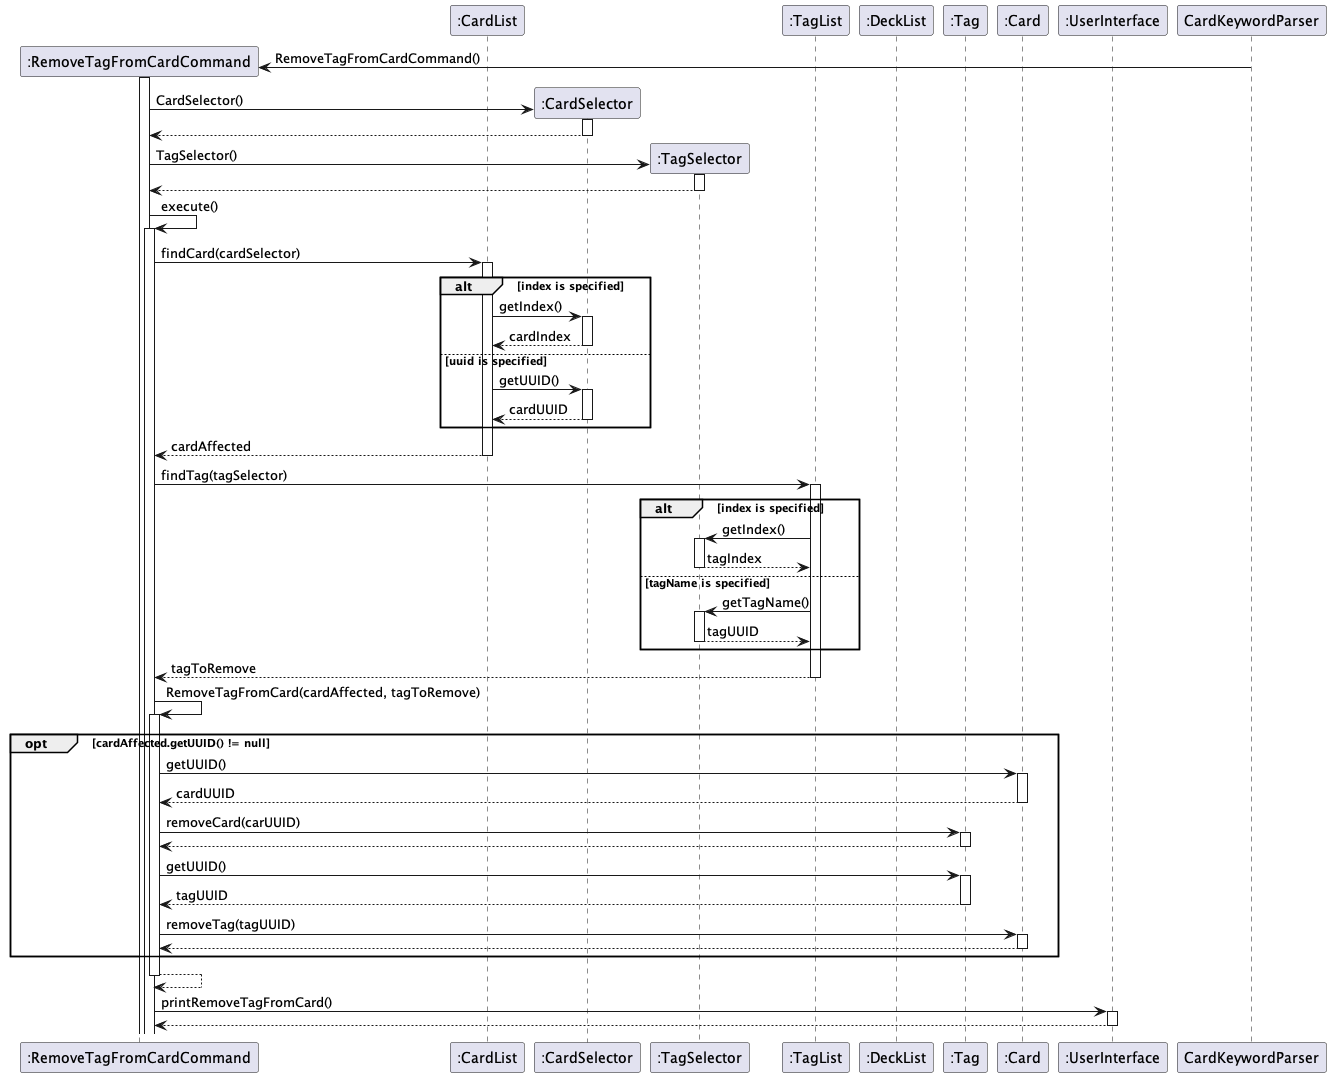 :CardList
:TagList
:DeckList
:Tag
:Card
:UserInterface
CardKeywordParser
:RemoveTagFromCardCommand
RemoveTagFromCardCommand()
CardSelector()
:CardSelector
TagSelector()
:TagSelector
execute()
findCard(cardSelector)
alt
[index is specified]
getIndex()
cardIndex
[uuid is specified]
getUUID()
cardUUID
cardAffected
findTag(tagSelector)
alt
[index is specified]
getIndex()
tagIndex
[tagName is specified]
getTagName()
tagUUID
tagToRemove
RemoveTagFromCard(cardAffected, tagToRemove)
opt
[cardAffected.getUUID() != null]
getUUID()
cardUUID
removeCard(carUUID)
getUUID()
tagUUID
removeTag(tagUUID)
printRemoveTagFromCard()
:RemoveTagFromCardCommand
:CardList
:CardSelector
:TagSelector
:TagList
:DeckList
:Tag
:Card
:UserInterface
CardKeywordParser